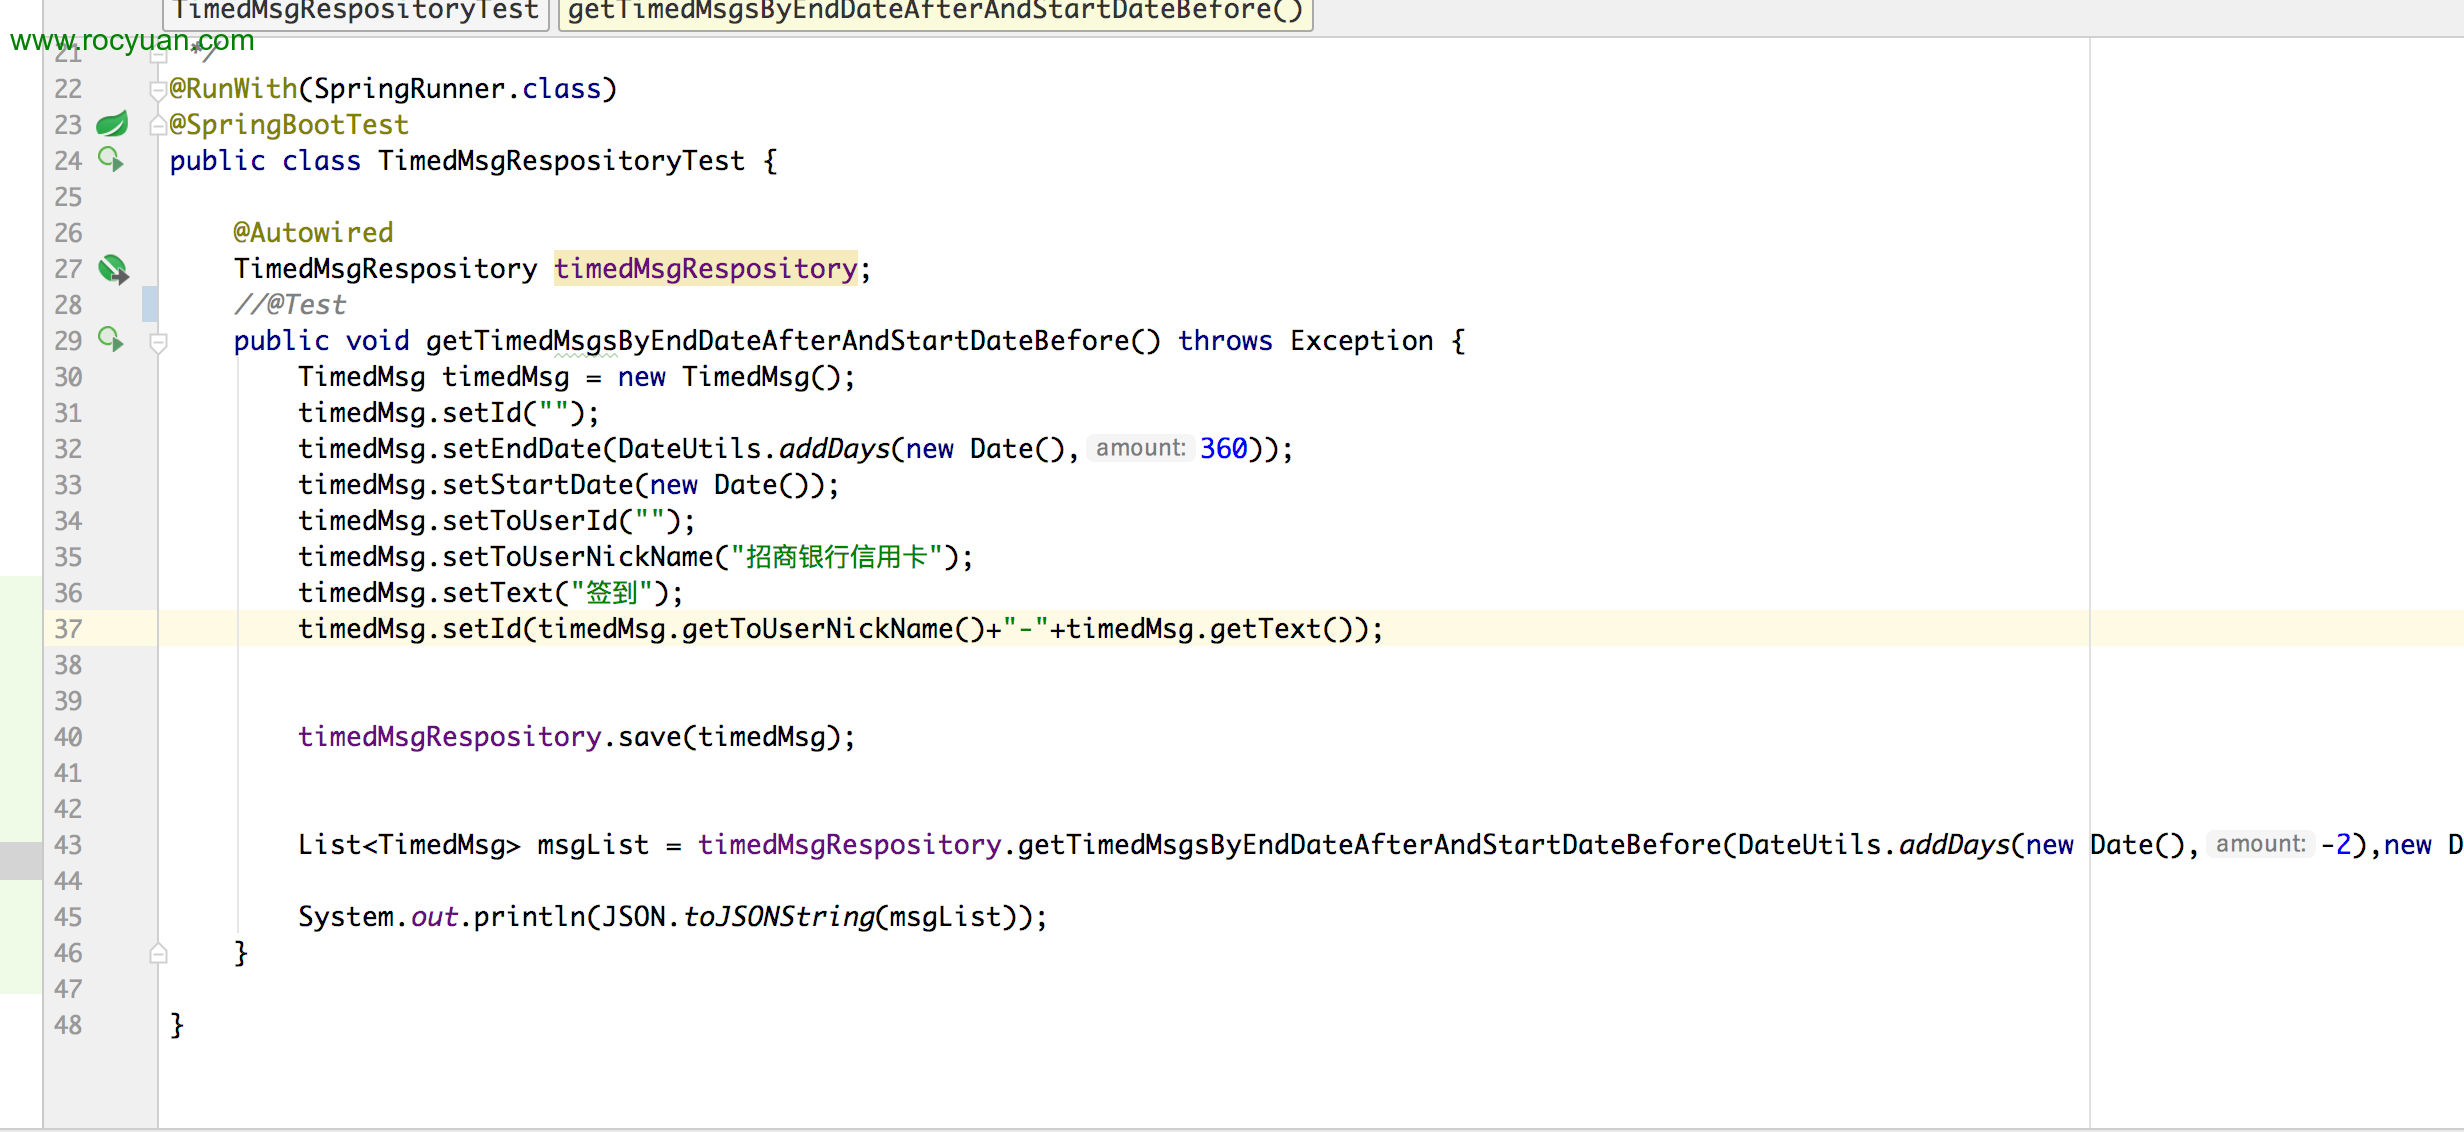 TimedMsgRespositoryTest getTimedMsgsByEndDateAfterAndStartDateBefore()
www.rocyuan.com
21 */
22 @RunWith(SpringRunner.class)
23 @SpringBootTest
24 public class TimedMsgRespositoryTest {
25
26 @Autowired
27 TimedMsgRespository timedMsgRespository;
28 //@Test
29 public void getTimedMsgsByEndDateAfterAndStartDateBefore() throws Exception {
30 TimedMsg timedMsg = new TimedMsg();
31 timedMsg.setId("");
32 timedMsg.setEndDate(DateUtils.addDays(new Date(), amount: 360));
33 timedMsg.setStartDate(new Date());
34 timedMsg.setToUserId("");
35 timedMsg.setToUserNickName("招商银行信用卡");
36 timedMsg.setText("签到");
37 timedMsg.setId(timedMsg.getToUserNickName()+"-"+timedMsg.getText());
38
39
40 timedMsgRespository.save(timedMsg);
41
42
43 List<TimedMsg> msgList = timedMsgRespository.getTimedMsgsByEndDateAfterAndStartDateBefore(DateUtils.addDays(new Date(), amount: -2),new D
44
45 System.out.println(JSON.toJSONString(msgList));
46 }
47
48 }